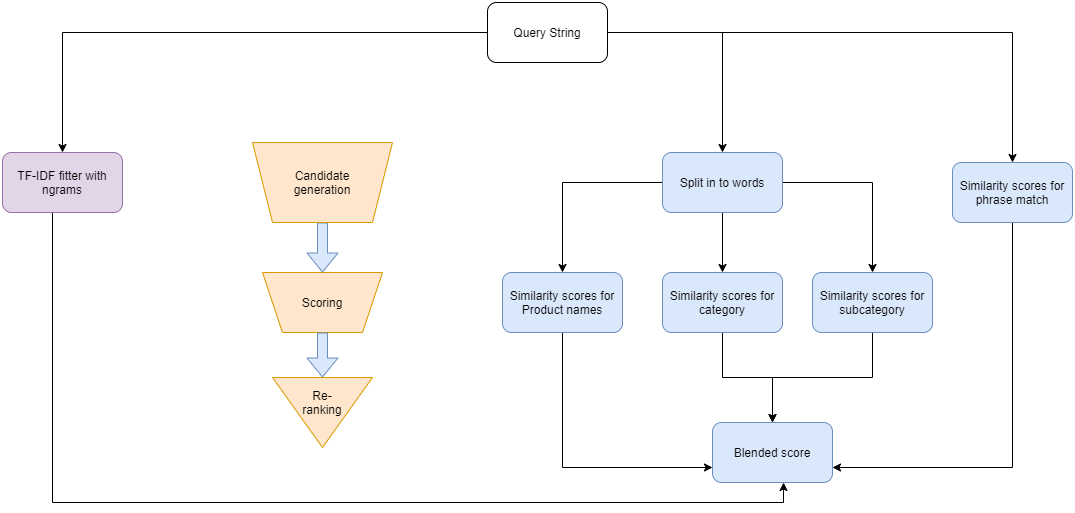 Query String
TF-IDF fitter with
ngrams
Candidate
generation
Split in to words
Similarity scores for
phrase match
Scoring
Similarity scores for
Product names
Similarity scores for
category
Similarity scores for
subcategory
Re-
ranking
Blended score